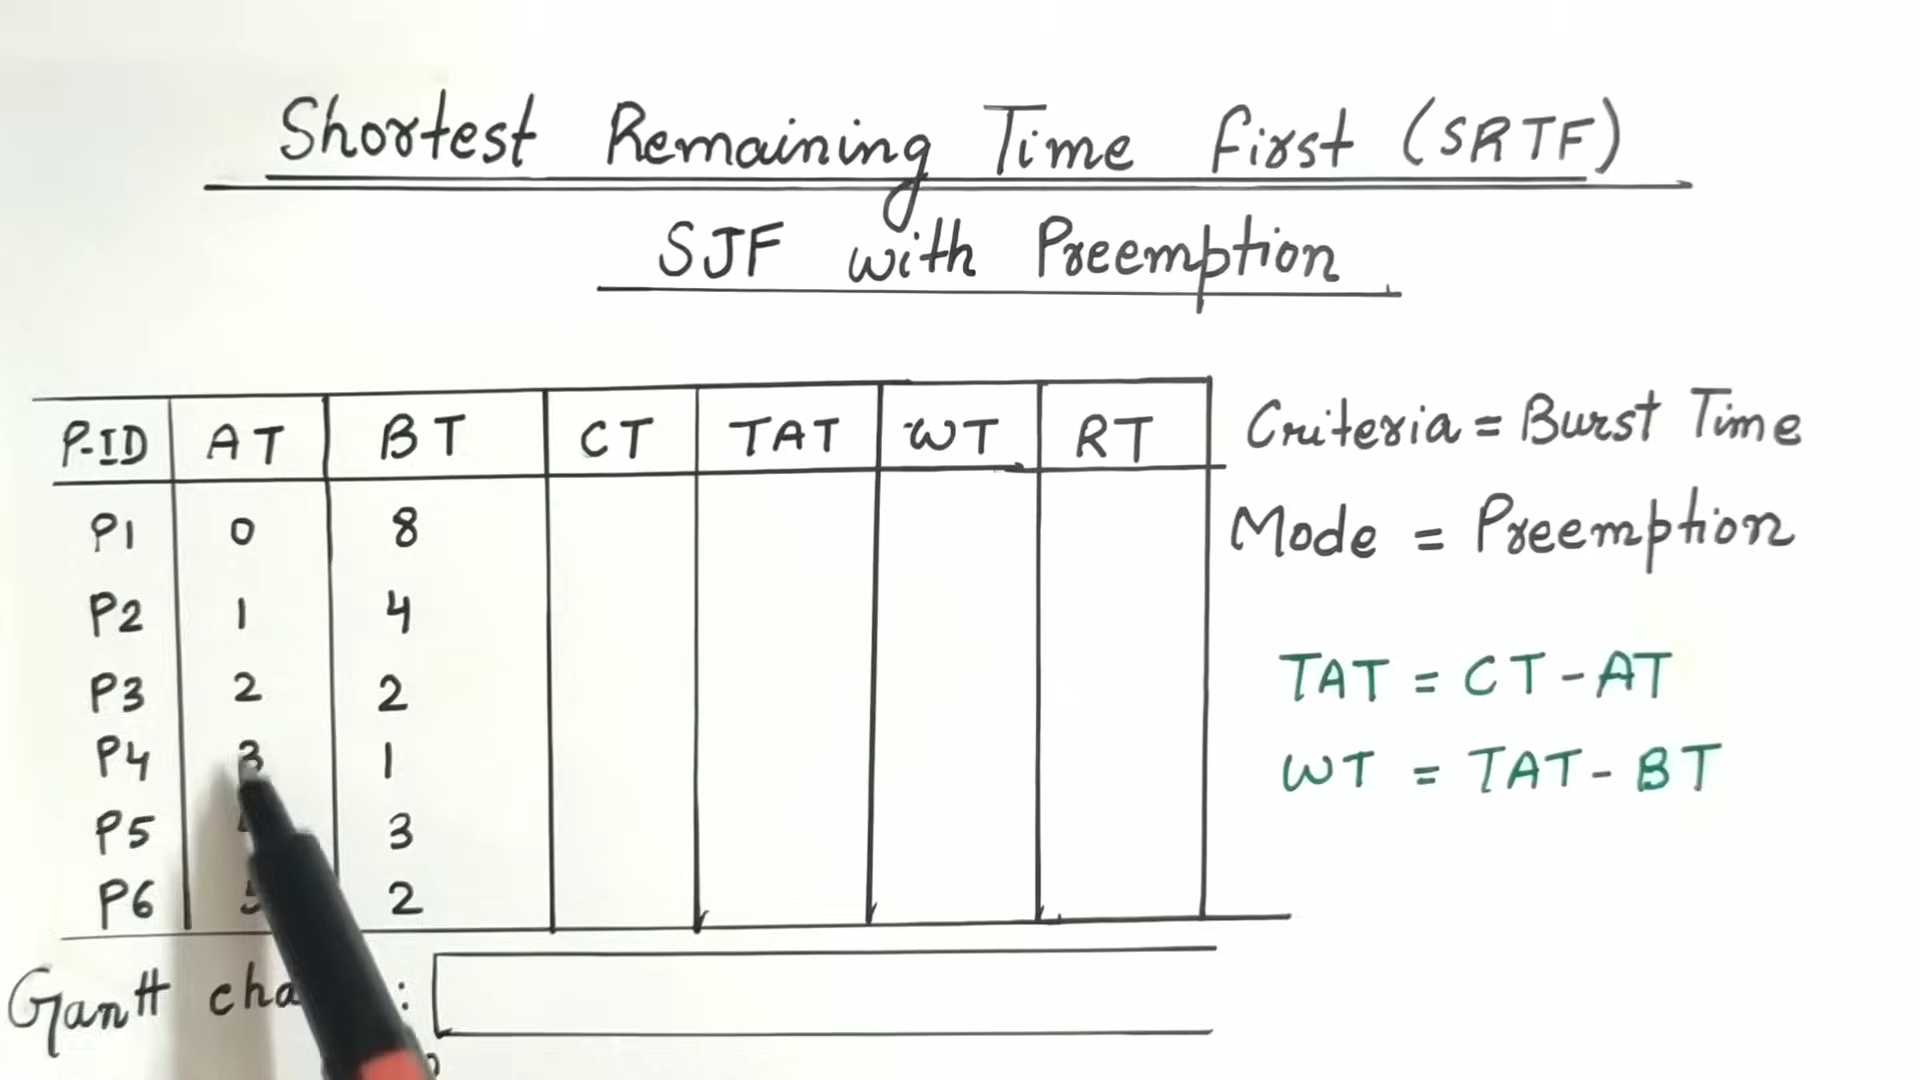 Shortest Remaining Time First (SRTF)
SJF with Preemption
P-ID AT BT CT TAT WT RT
P1 0 8
P2 1 4
P3 2 2
P4 3 1
P5 3
P6 2
Criteria = Burst Time
Mode = Preemption
TAT = CT - AT
WT = TAT - BT
Gantt :